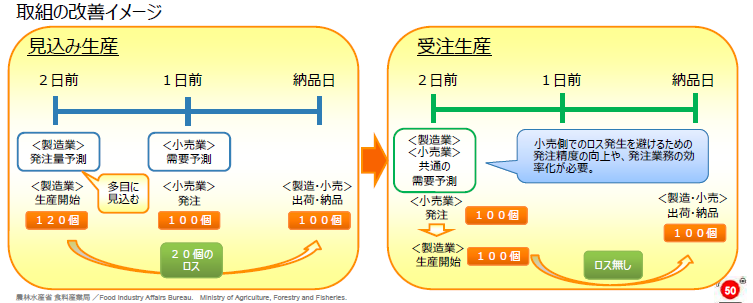 取組の改善イメージ
見込み生産
２日前
１日前
納品日
＜製造業＞
発注量予測
＜小売業＞
需要予測
＜製造業＞
生産開始
１２０個
多目に
見込む
＜小売業＞
発注
１００個
＜製造・小売＞
出荷・納品
１００個
２０個の
ロス
受注生産
２日前
１日前
納品日
＜製造業＞
＜小売業＞
共通の
需要予測
小売側でのロス発生を避けるための
発注精度の向上や、発注業務の効
率化が必要。
＜小売業＞
発注
１００個
＜製造業＞
生産開始
１００個
＜製造・小売＞
出荷・納品
１００個
ロス無し
農林水産省 食料産業局 ／Food Industry Affairs Bureau. Ministry of Agriculture, Forestry and Fisheries.
50